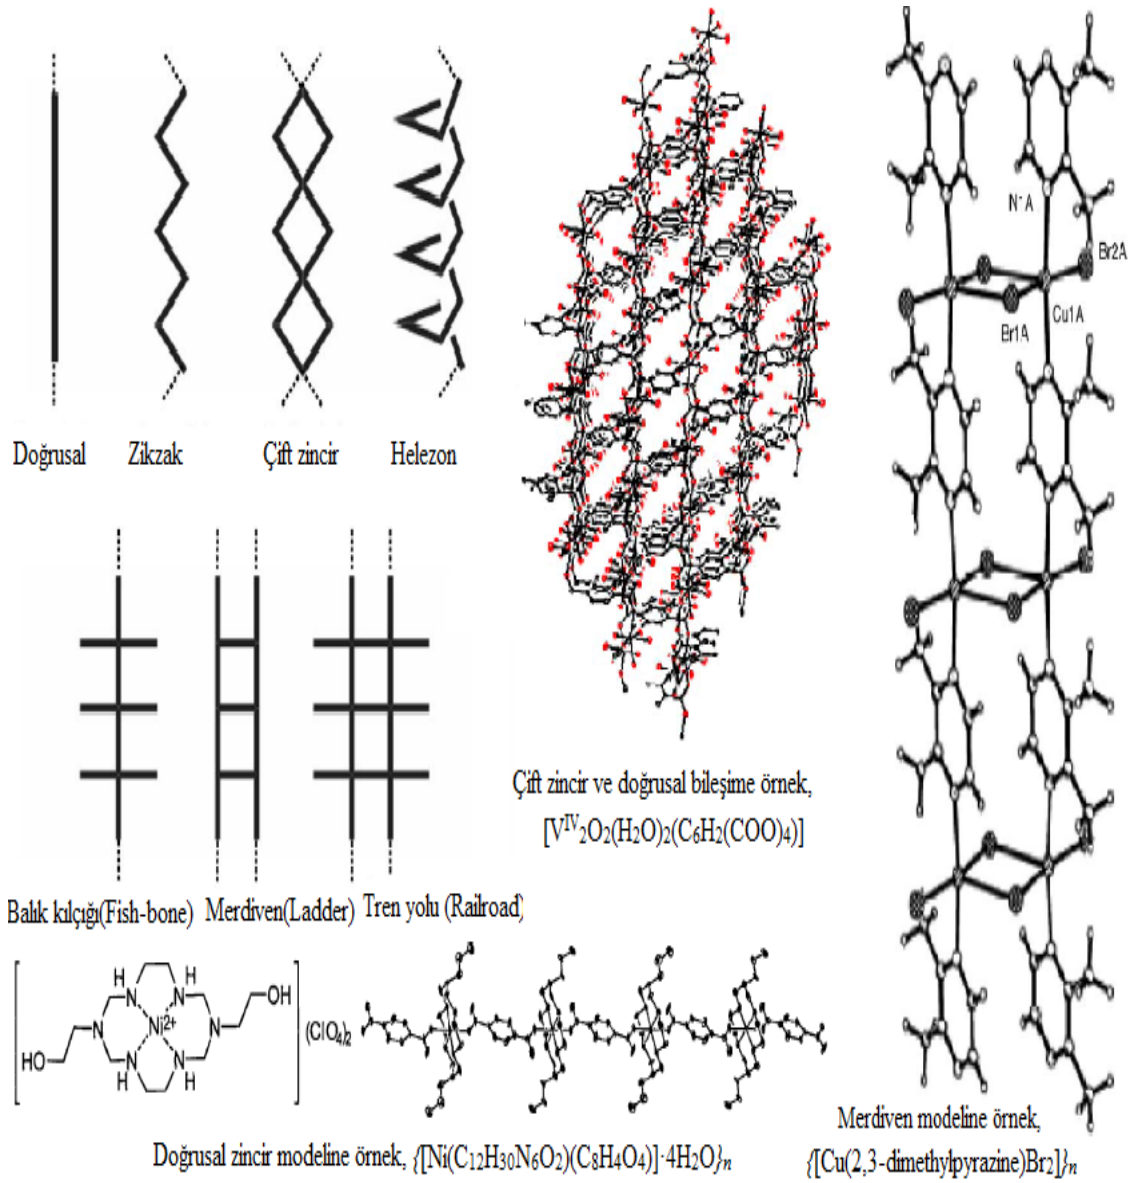 Doğrusal Zikzak Çift zincir Helezon
N1A
Br2A
Cu1A
Br1A
Çift zincir ve doğrusal bileşime örnek,
[VIV2O2(H2O)2(C6H2(COO)4)]
Balık kılçığı(Fish-bone) Merdiven(Ladder) Tren yolu (Railroad)
H H
N N
OH
N Ni2+ N
(ClO4)2
HO
N N
H H
Merdiven modeline örnek,
{[Cu(2,3-dimethylpyrazine)Br2]}n
Doğrusal zincir modeline örnek, {[Ni(C12H30N6O2)(C8H4O4)]·4H2O}n